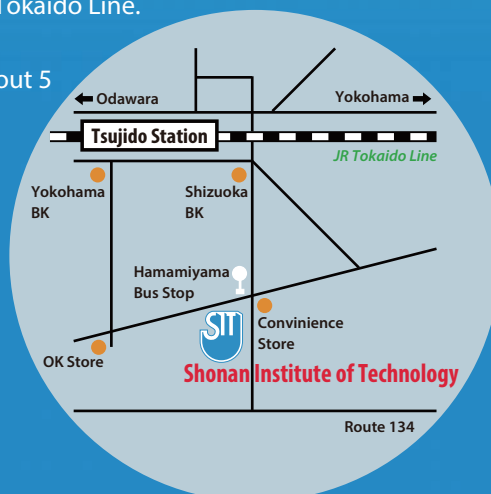 Tokaido Line.
out 5
Odawara
Yokohama
Tsujido Station
JR Tokaido Line
Yokohama
BK
Shizuoka
BK
Hamamiyama
Bus Stop
SIT
Convinience
Store
OK Store
Shonan Institute of Technology
Route 134